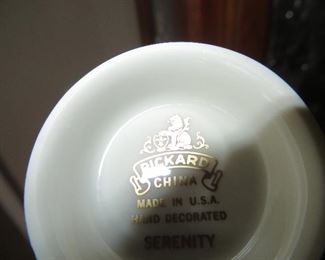 PICKARD
CHINA
MADE IN U.S.A.
HAND DECORATED
SERENITY